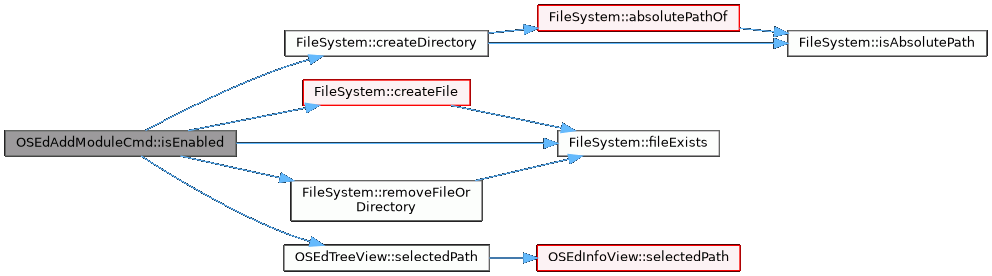 FileSystem::absolutePathOf
FileSystem::createDirectory
FileSystem::isAbsolutePath
FileSystem::createFile
OSEdAddModuleCmd::isEnabled
FileSystem::fileExists
FileSystem::removeFileOr
Directory
OSEdTreeView::selectedPath
OSEdInfoView::selectedPath